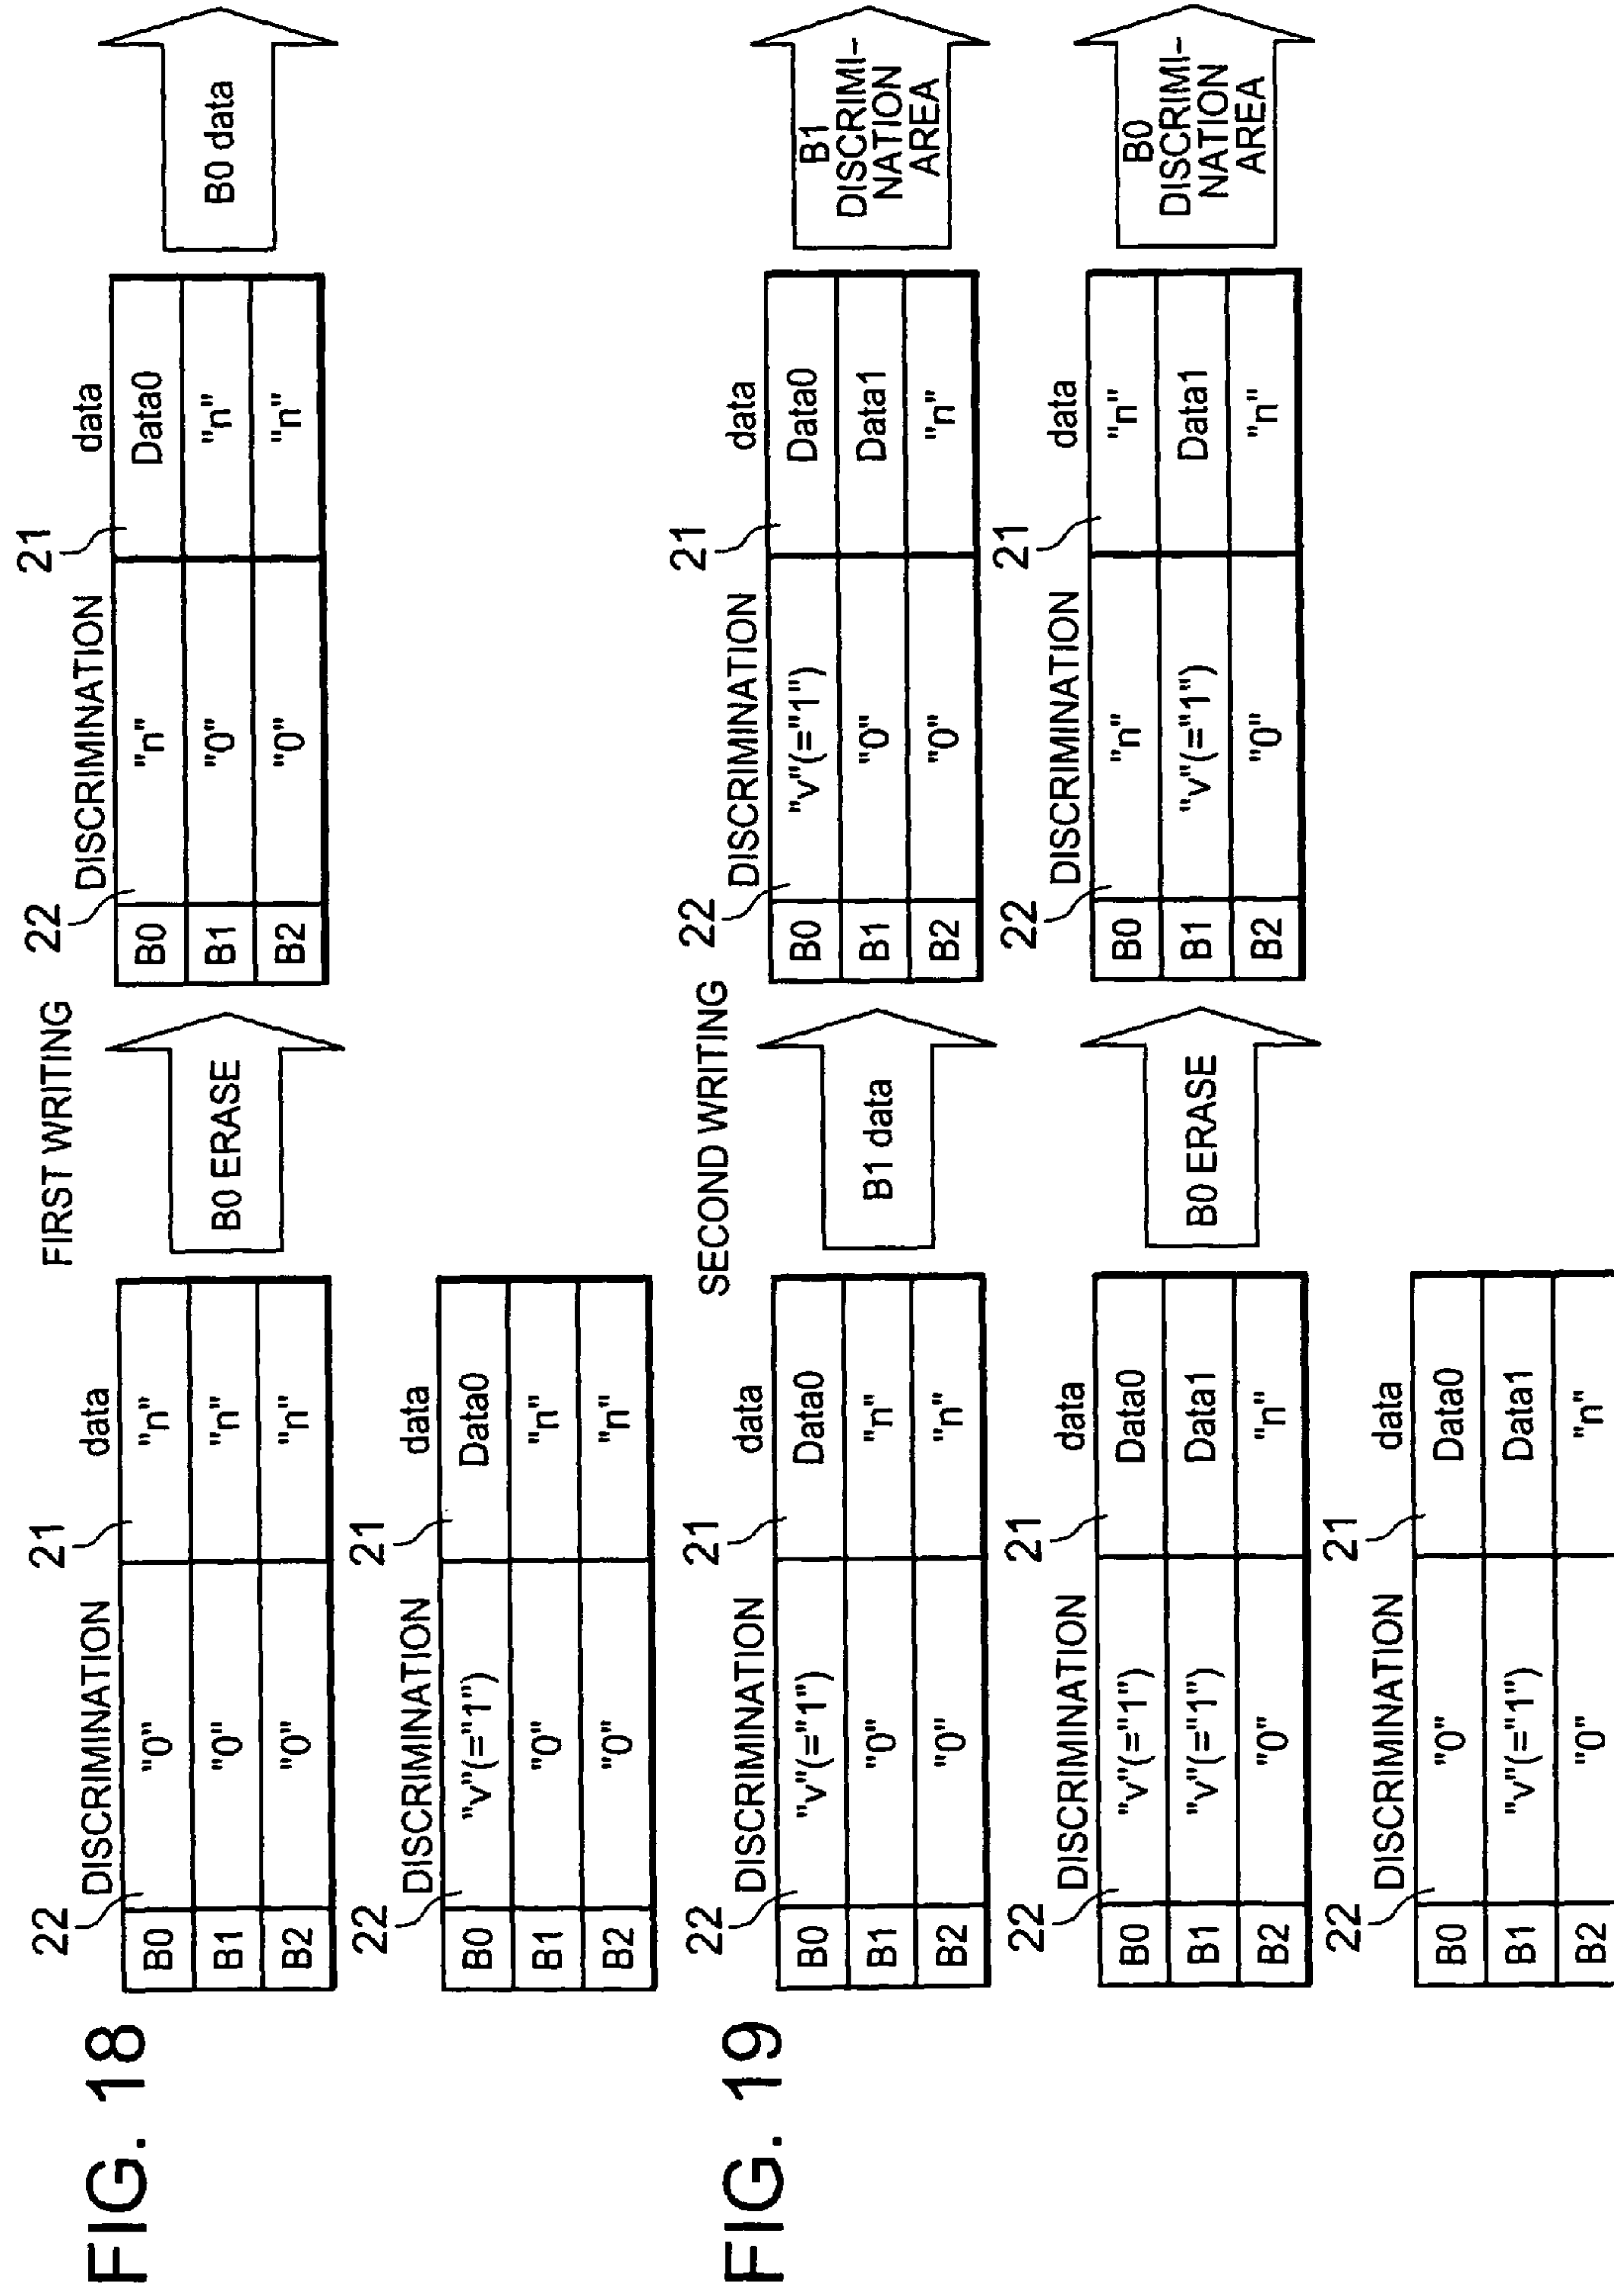 FIG. 18
22 21
DISCRIMINATION data
B0 "0" "n"
B1 "0" "n"
B2 "0" "n"
FIRST WRITING
B0 ERASE
22 21
DISCRIMINATION data
B0 "n" Data0
B1 "0" "n"
B2 "0" "n"
B0 data
22 21
DISCRIMINATION data
B0 "v"(="1") Data0
B1 "0" "n"
B2 "0" "n"
FIG. 19
22 21
DISCRIMINATION data
B0 "v"(="1") Data0
B1 "0" "n"
B2 "0" "n"
SECOND WRITING
B1 data
22 21
DISCRIMINATION data
B0 "v"(="1") Data0
B1 "0" Data1
B2 "0" "n"
B1
DISCRIMI-
NATION
AREA
22 21
DISCRIMINATION data
B0 "v"(="1") Data0
B1 "v"(="1") Data1
B2 "0" "n"
B0 ERASE
22 21
DISCRIMINATION data
B0 "n" "n"
B1 "v"(="1") Data1
B2 "0" "n"
B0
DISCRIMI-
NATION
AREA
22 21
DISCRIMINATION data
B0 "0" Data0
B1 "v"(="1") Data1
B2 "0" "n"